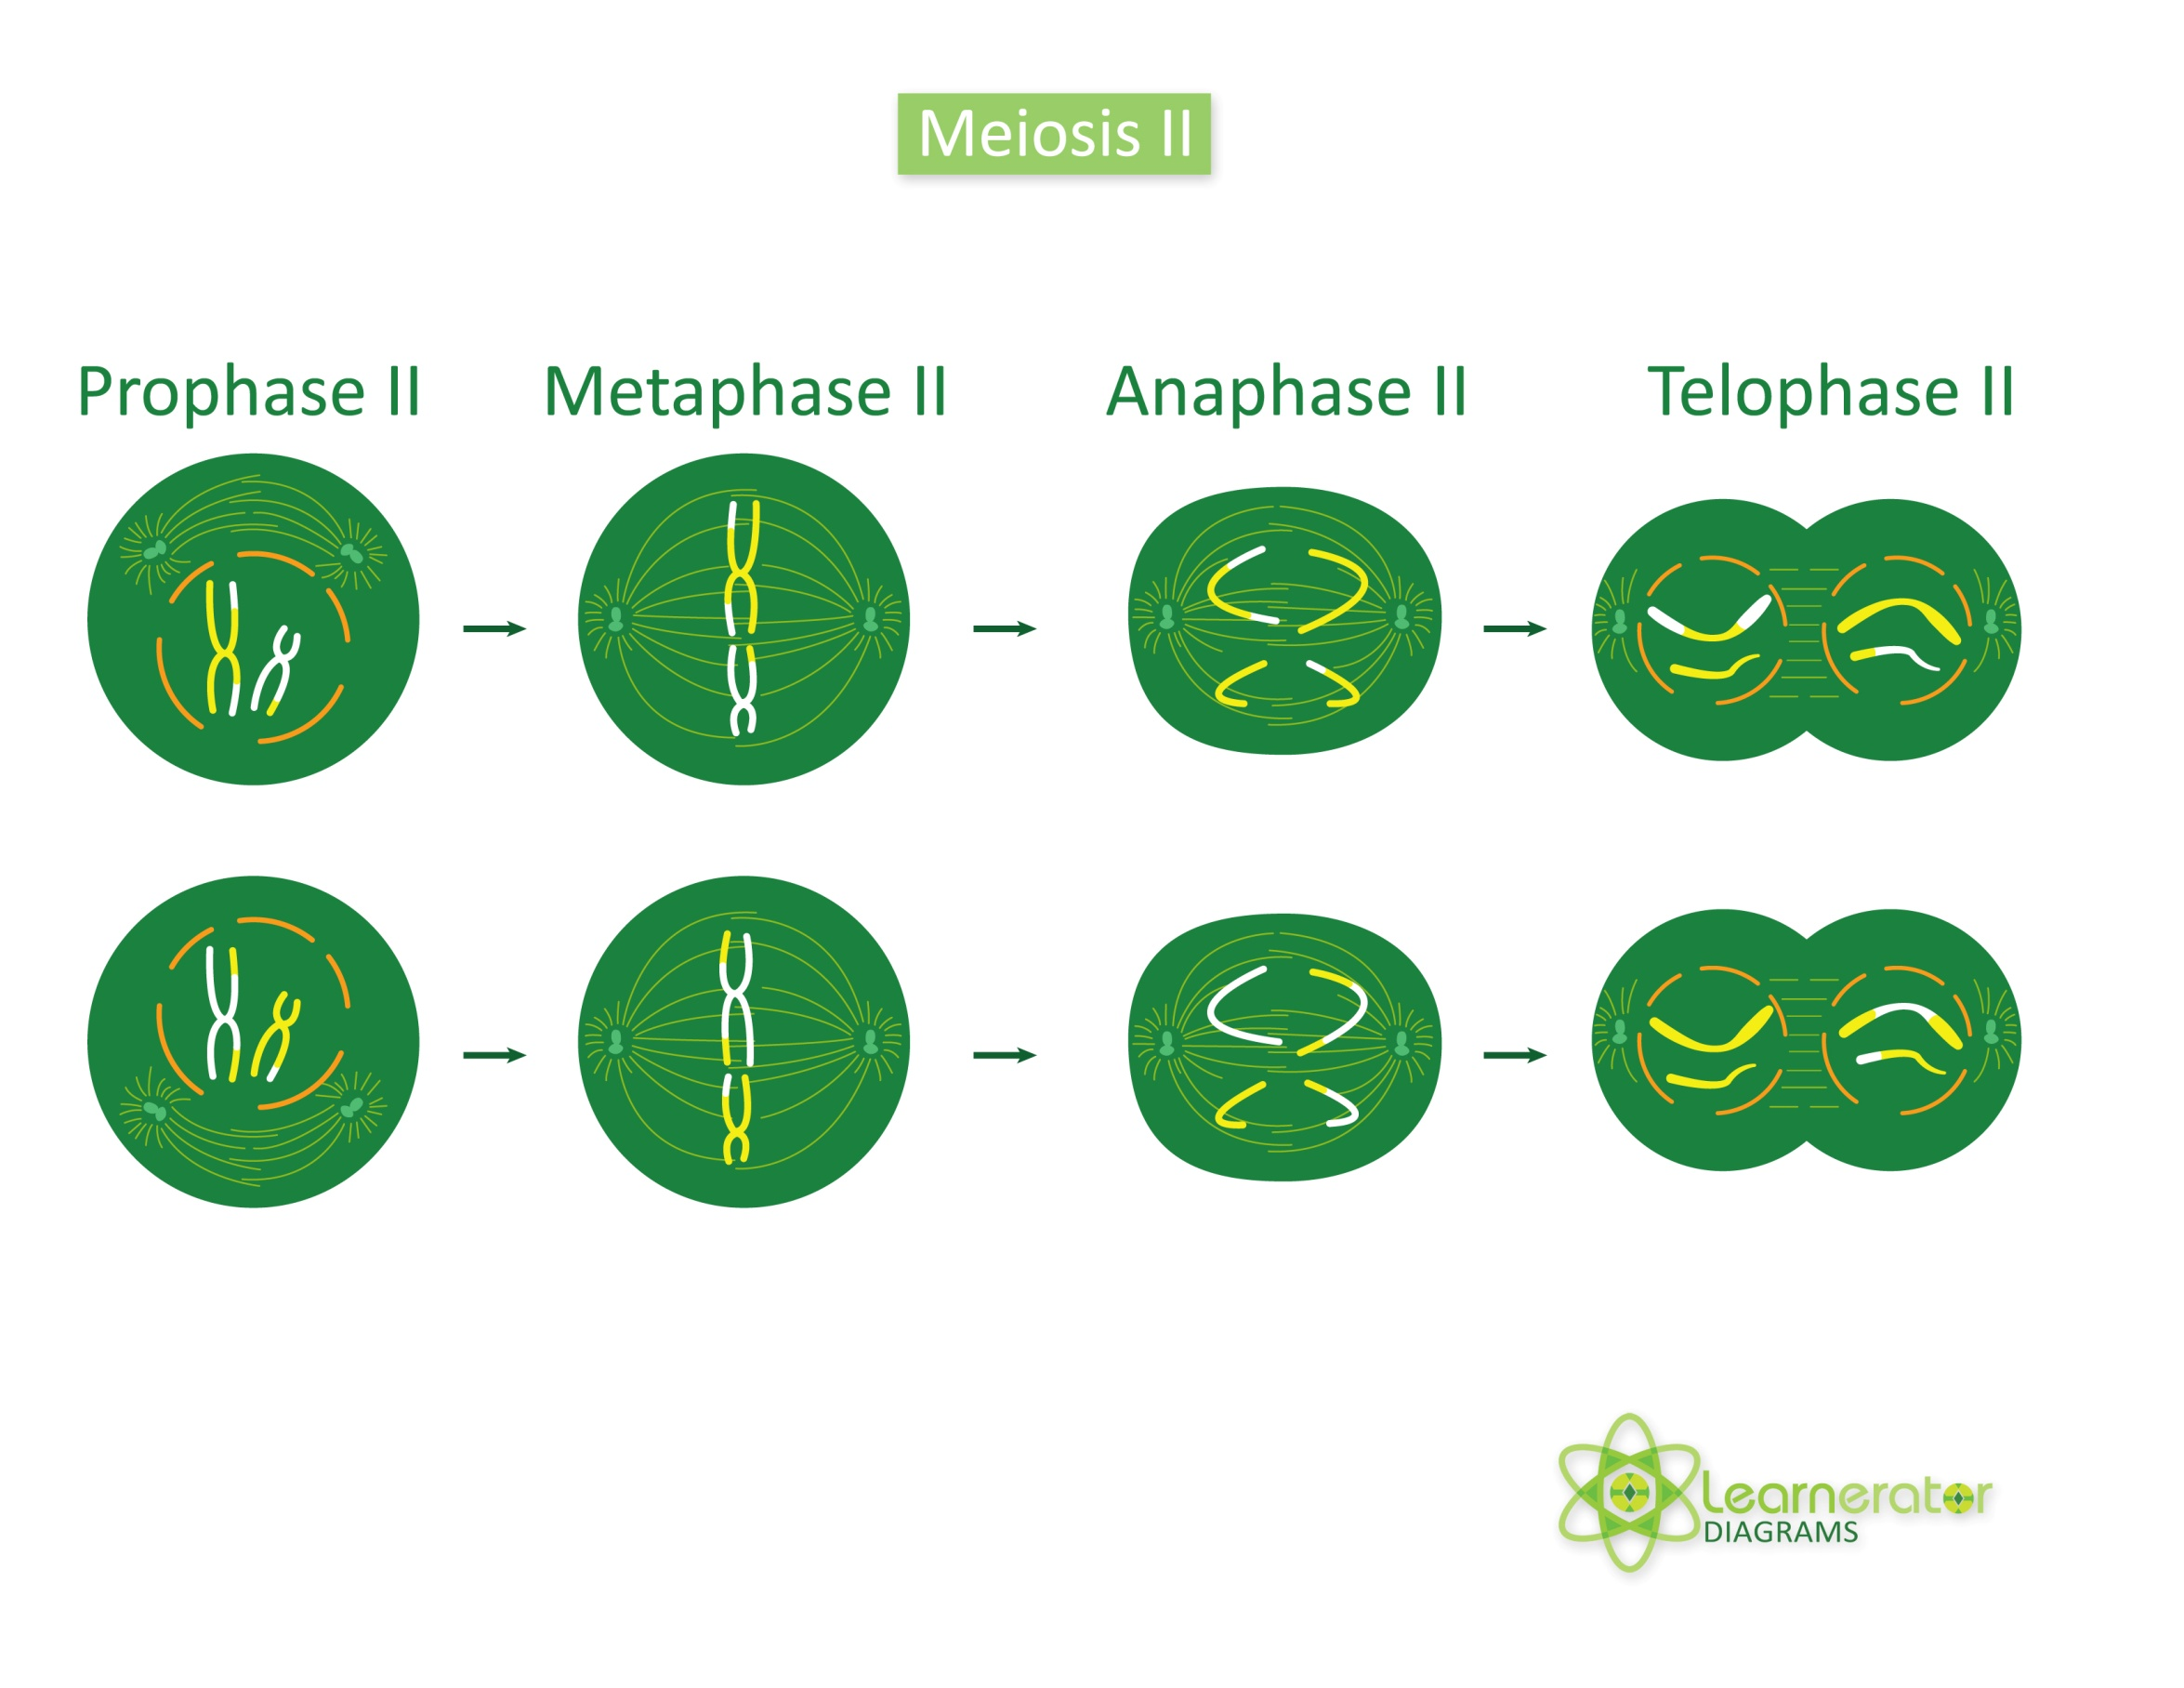 Meiosis II
Prophase II
Metaphase II
Anaphase II
Telophase II
Learnerator
DIAGRAMS